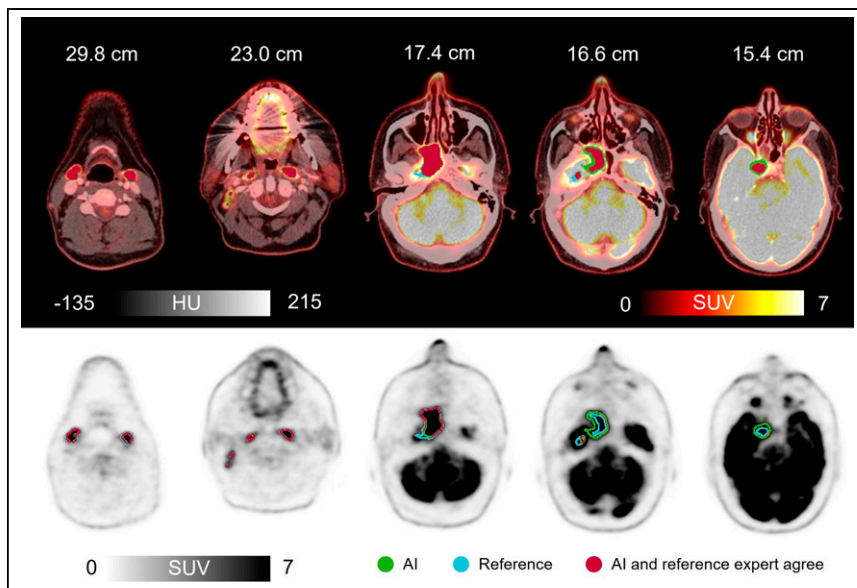 29.8 cm 23.0 cm 17.4 cm 16.6 cm 15.4 cm
-135 HU 215 0 SUV 7
0 SUV 7 AI Reference AI and reference expert agree